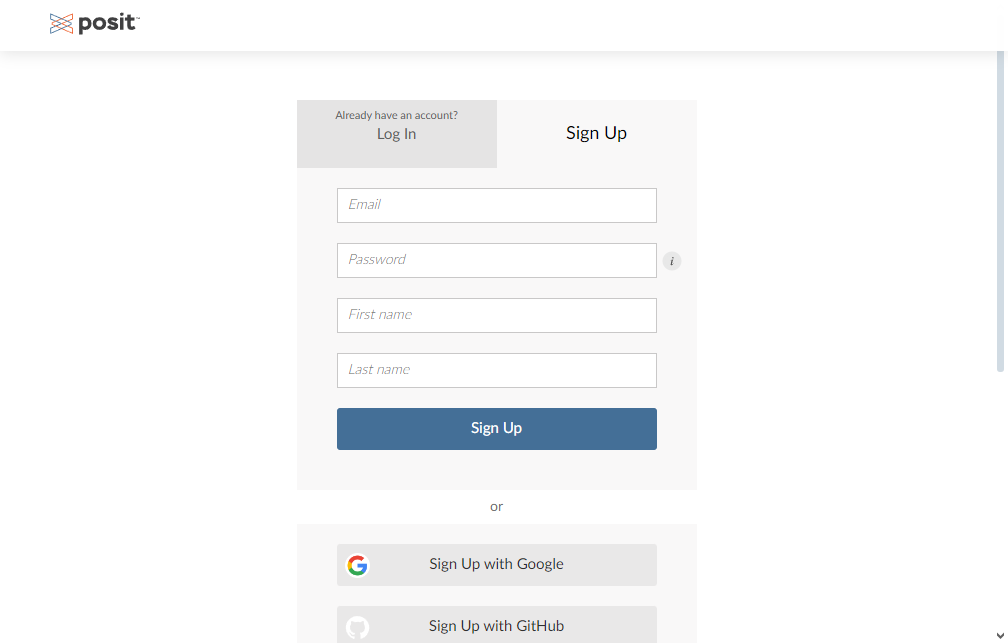 posit™
Already have an account?
Log In
Sign Up
Email
Password
i
First name
Last name
Sign Up
or
Sign Up with Google
Sign Up with GitHub